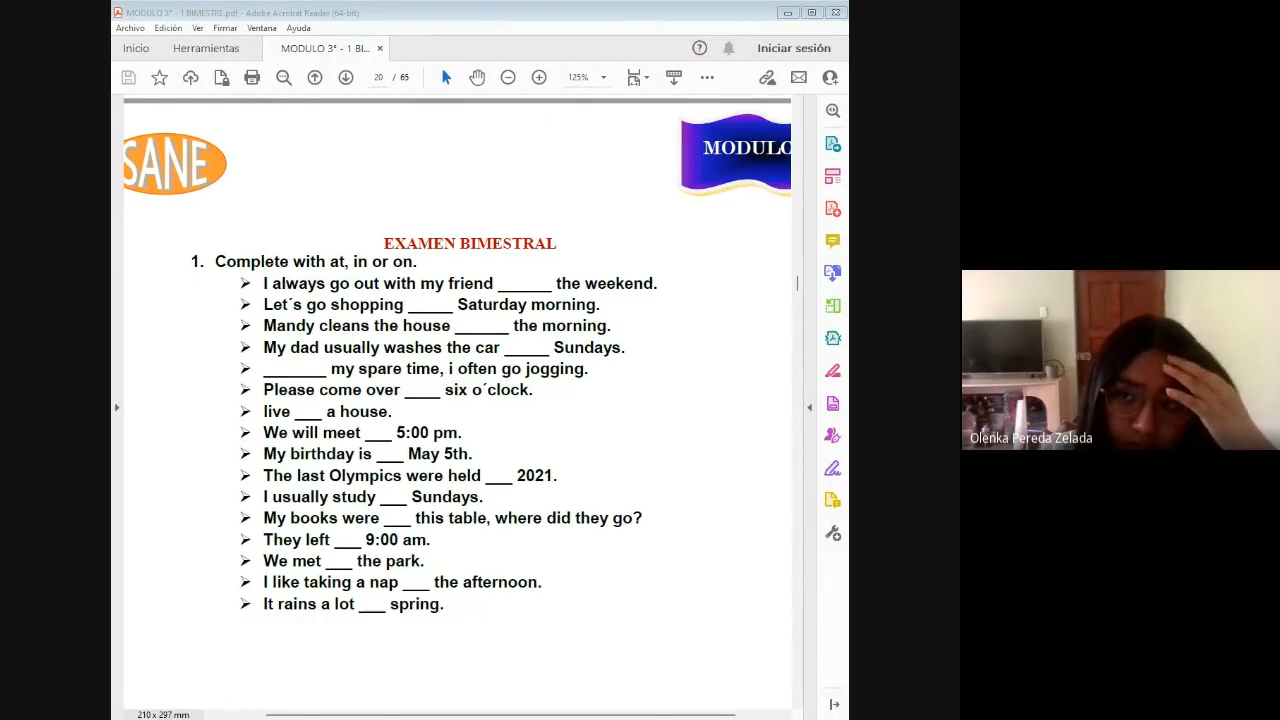 MODULO 3° - 1 BIMESTRE.pdf - Adobe Acrobat Reader (64-bit)
Archivo Edición Ver Firmar Ventana Ayuda
Inicio Herramientas MODULO 3° - 1 BI... × Iniciar sesión
20 / 65 125%
SANE
MODULO
EXAMEN BIMESTRAL
1. Complete with at, in or on.
I always go out with my friend ______ the weekend.
Let´s go shopping _____ Saturday morning.
Mandy cleans the house ______ the morning.
My dad usually washes the car _____ Sundays.
_______ my spare time, i often go jogging.
Please come over ____ six o´clock.
live ___ a house.
We will meet ___ 5:00 pm.
My birthday is ___ May 5th.
The last Olympics were held ___ 2021.
I usually study ___ Sundays.
My books were ___ this table, where did they go?
They left ___ 9:00 am.
We met ___ the park.
I like taking a nap ___ the afternoon.
It rains a lot ___ spring.
210 x 297 mm
Olenka Pereda Zelada